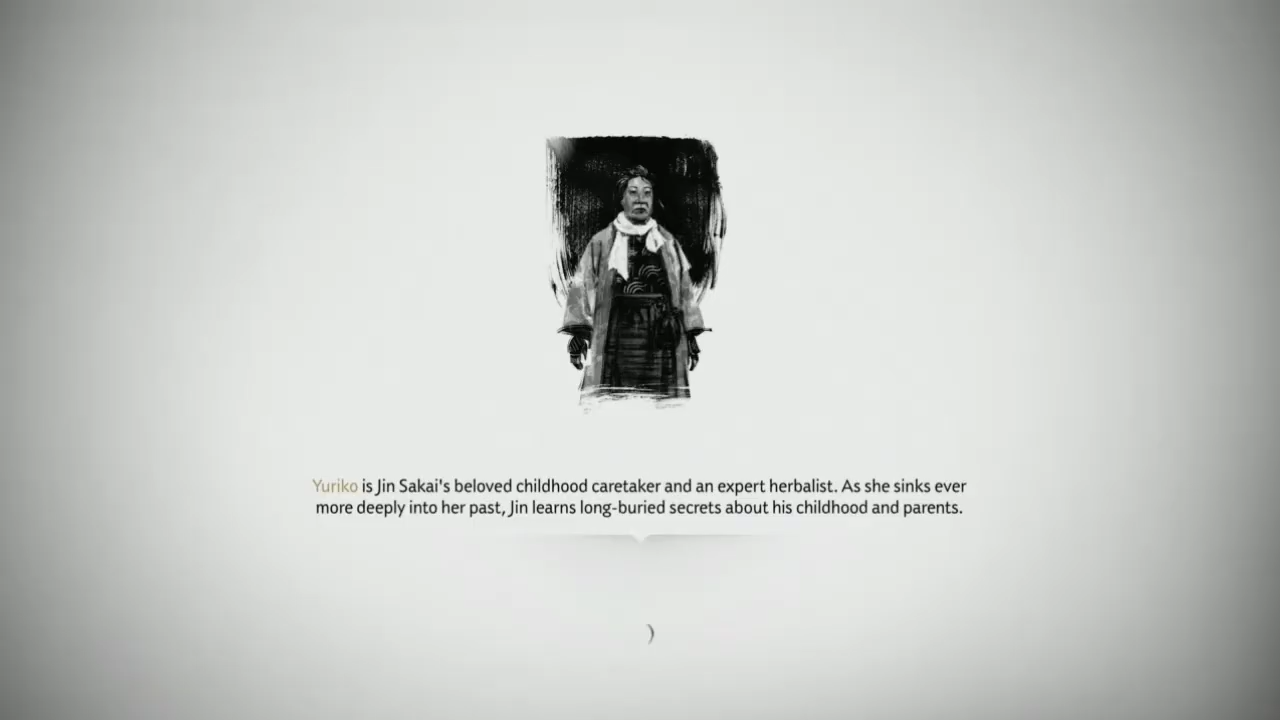 Yuriko is Jin Sakai's beloved childhood caretaker and an expert herbalist. As she sinks ever
more deeply into her past, Jin learns long-buried secrets about his childhood and parents.